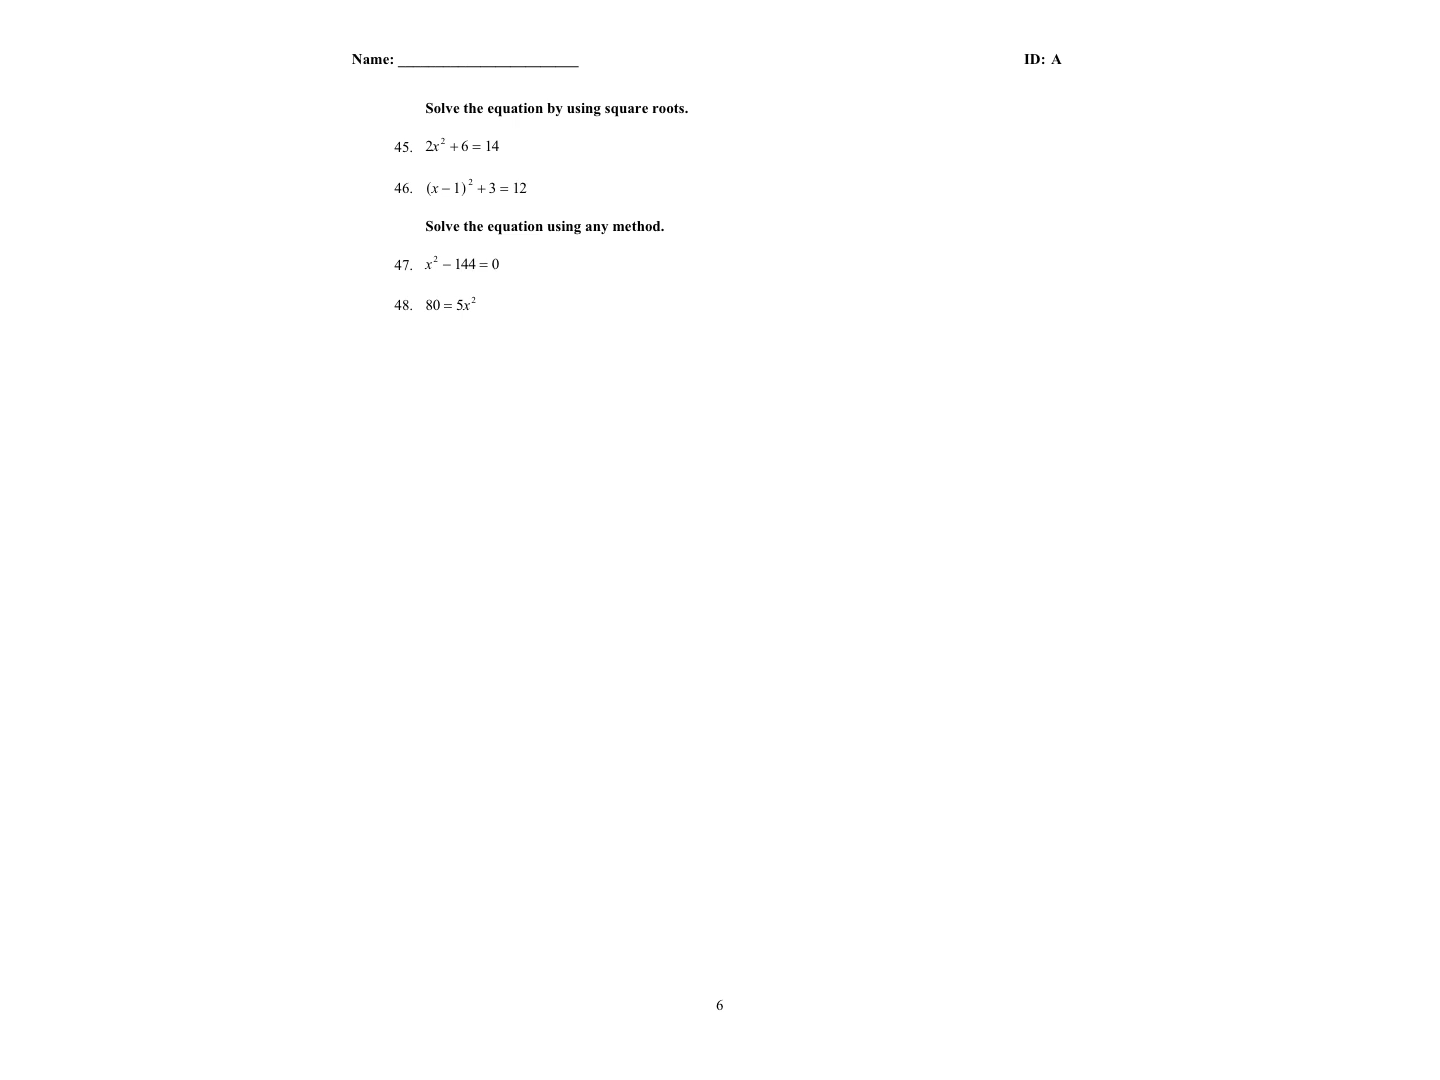 Name: ________________________ ID: A
Solve the equation by using square roots.
45. 2x² + 6 = 14
46. (x − 1)² + 3 = 12
Solve the equation using any method.
47. x² − 144 = 0
48. 80 = 5x²
6